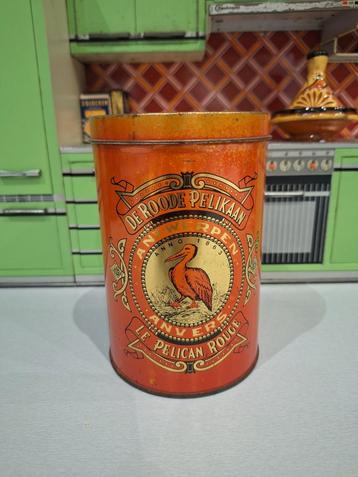 DE ROODE PELIKAAN
ANTWERPEN
ANNO 1863
ANVERS
LE PELICAN ROUGE